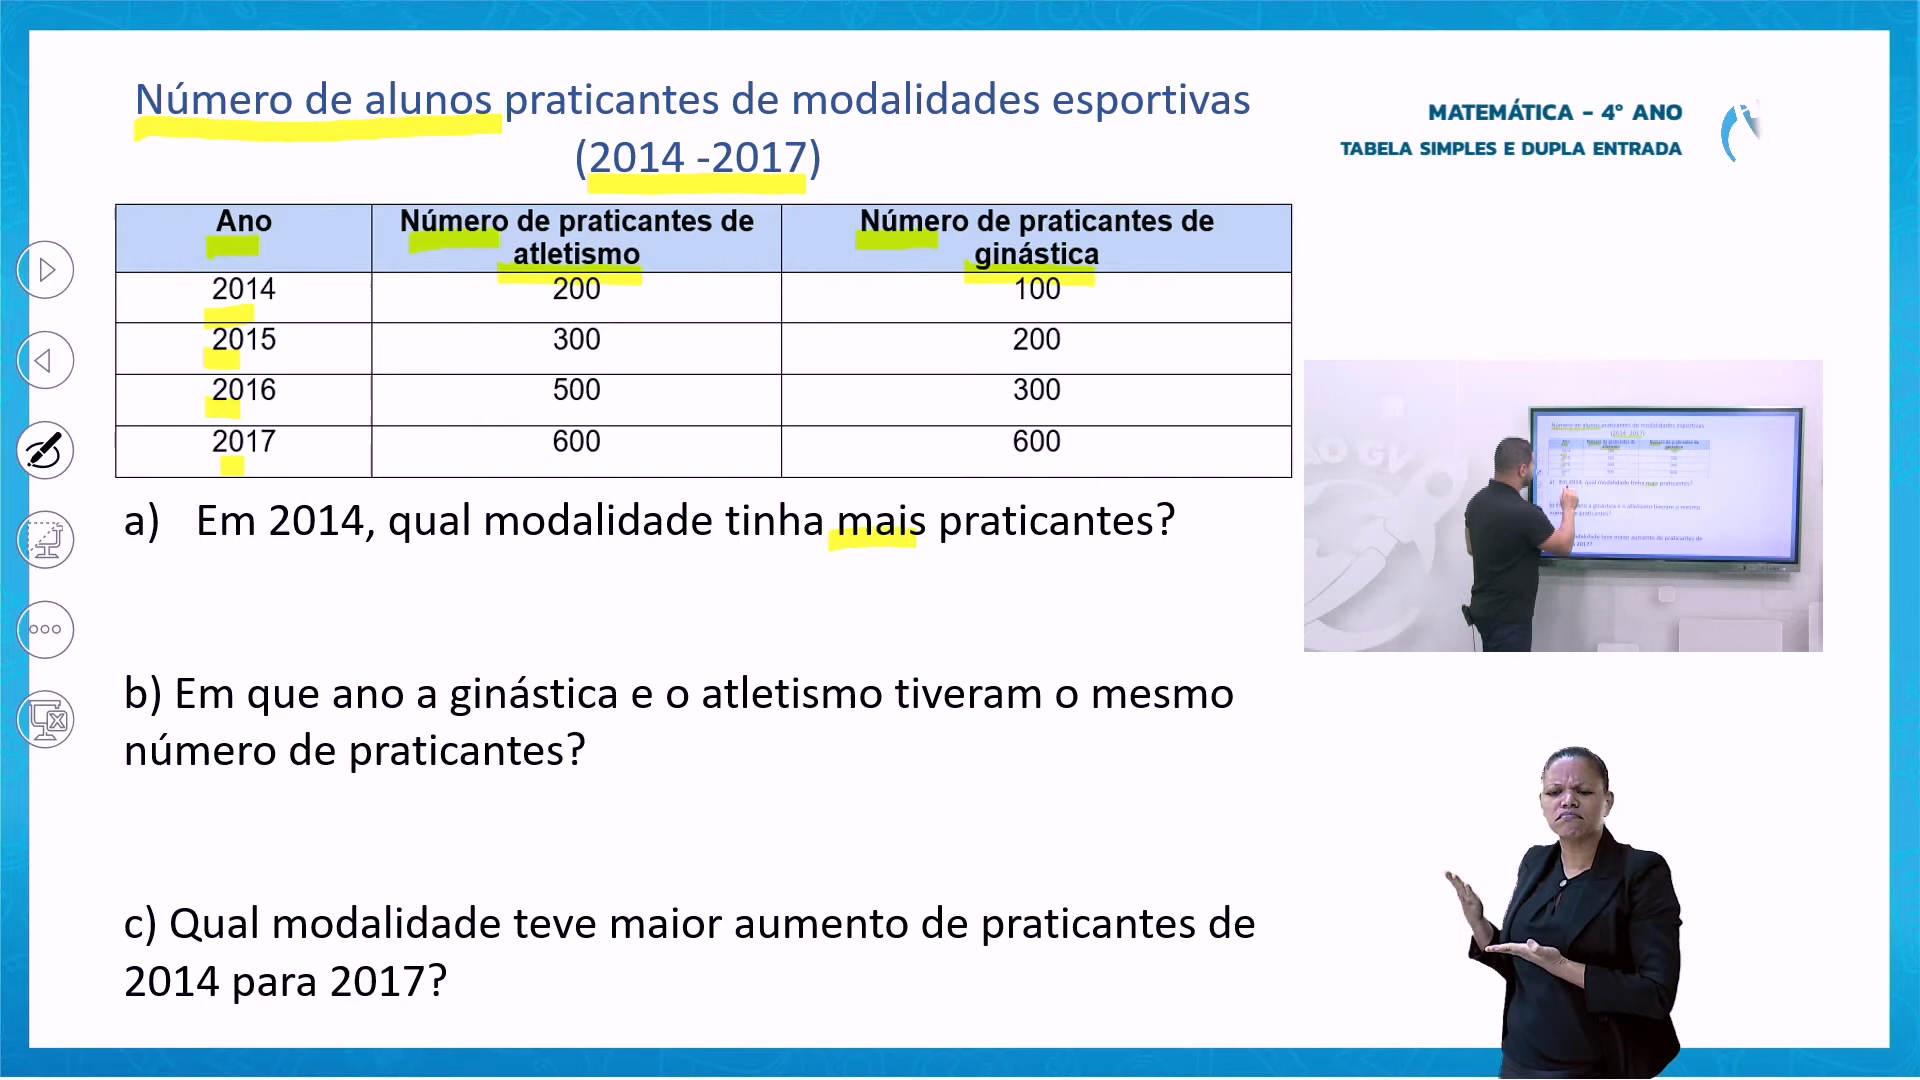 Número de alunos praticantes de modalidades esportivas
(2014 -2017)
MATEMÁTICA - 4º ANO
TABELA SIMPLES E DUPLA ENTRADA
Ano Número de praticantes de atletismo Número de praticantes de ginástica
2014 200 100
2015 300 200
2016 500 300
2017 600 600
a) Em 2014, qual modalidade tinha mais praticantes?
b) Em que ano a ginástica e o atletismo tiveram o mesmo
número de praticantes?
c) Qual modalidade teve maior aumento de praticantes de
2014 para 2017?